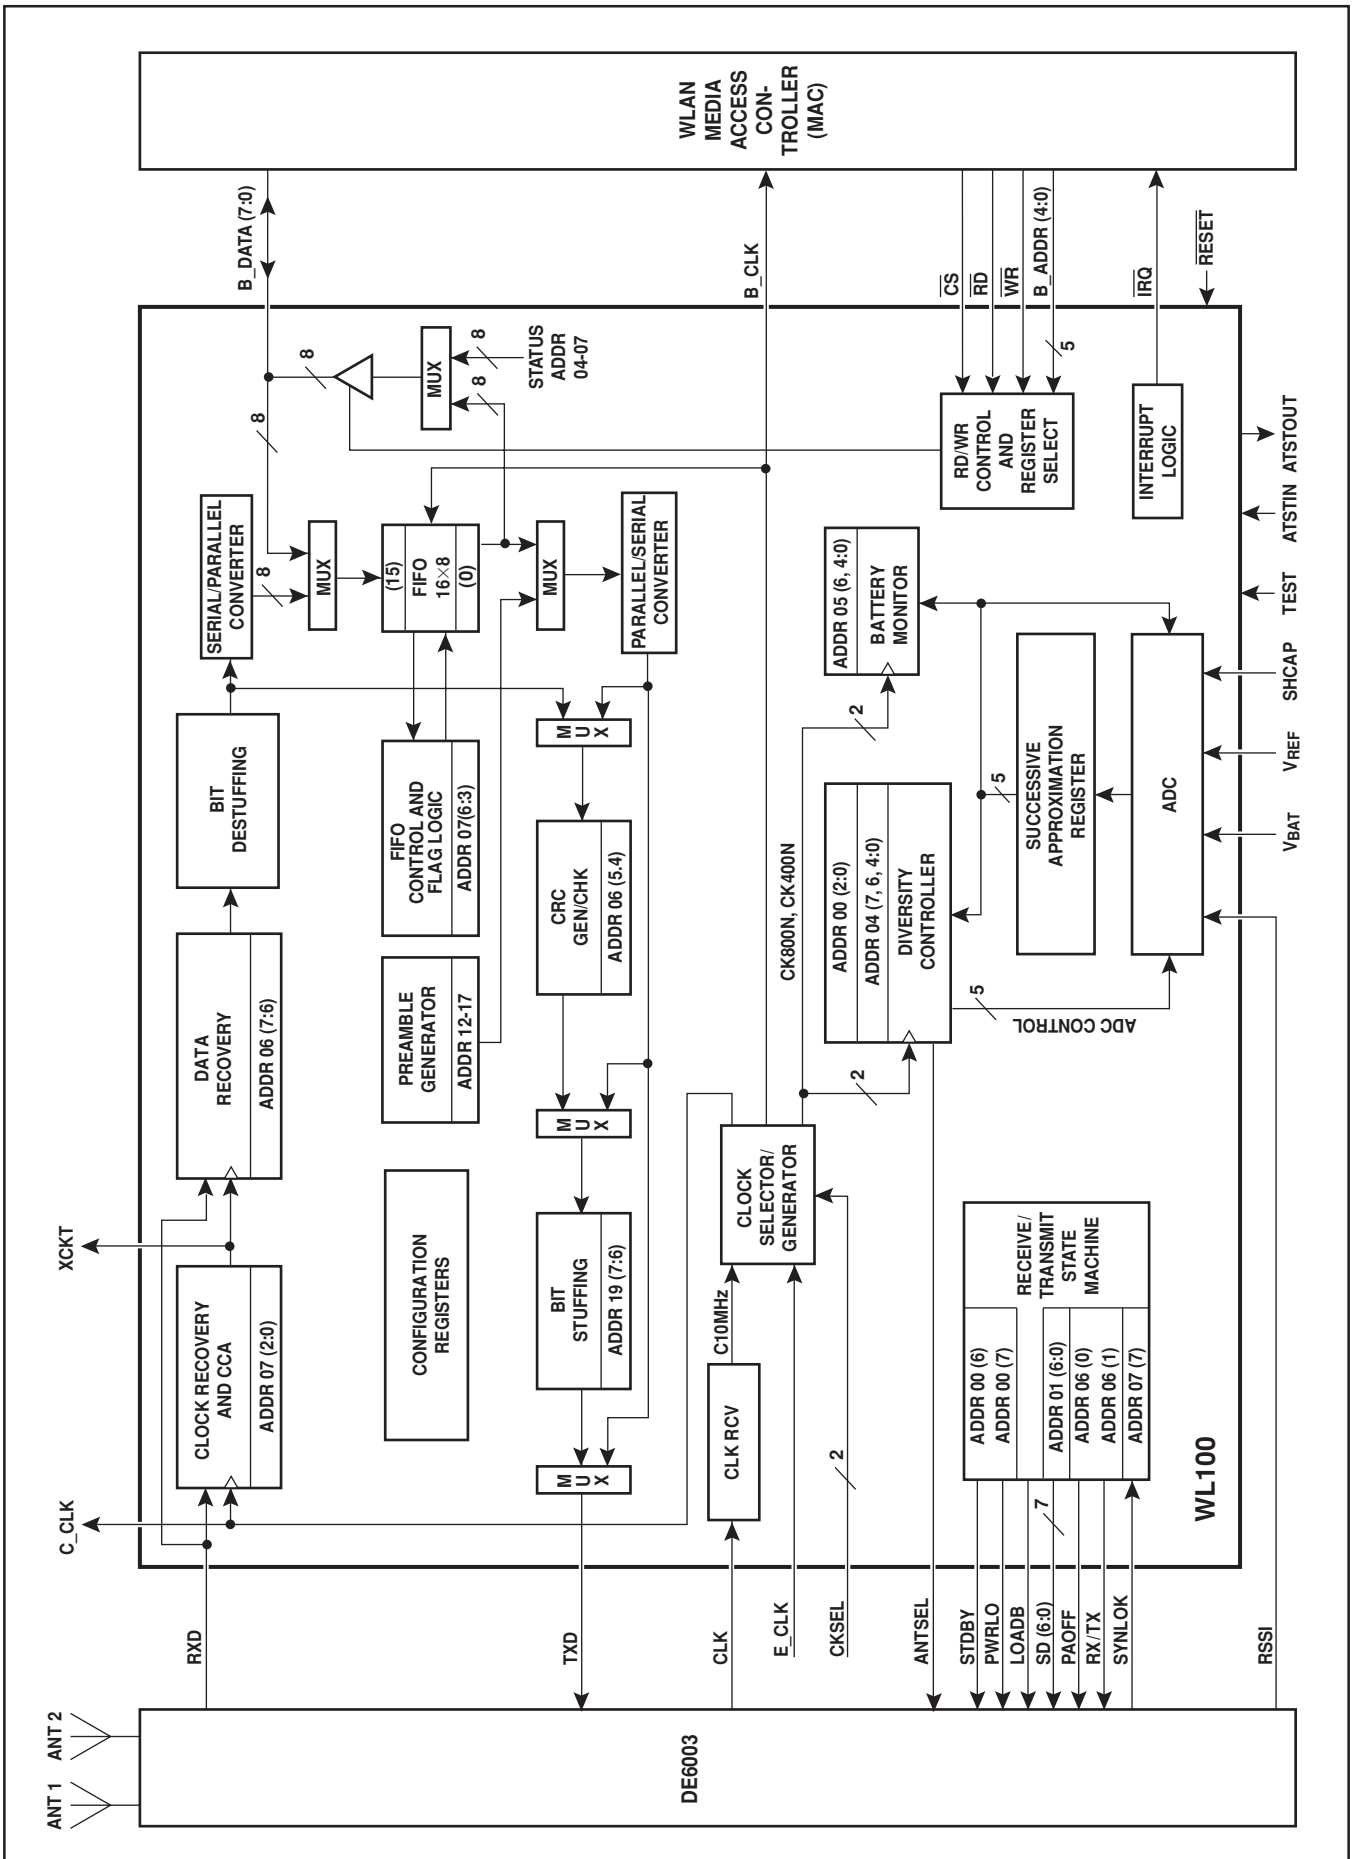 ANT 1
ANT 2
DE6003
RXD
TXD
CLK
E_CLK
CKSEL
ANTSEL
STDBY
PWRLO
LOADB
SD (6:0)
PAOFF
RX/TX
SYNLOK
RSSI
C_CLK
XCKT
CLOCK RECOVERY
AND CCA
ADDR 07 (2:0)
DATA
RECOVERY
ADDR 06 (7:6)
BIT
DESTUFFING
SERIAL/PARALLEL
CONVERTER
8
8
8
B_DATA (7:0)
CONFIGURATION
REGISTERS
PREAMBLE
GENERATOR
ADDR 12-17
FIFO
CONTROL AND
FLAG LOGIC
ADDR 07(6:3)
MUX
(15)
FIFO
16×8
(0)
MUX
8
8
STATUS
ADDR
04-07
MUX
BIT
STUFFING
ADDR 19 (7:6)
MUX
CRC
GEN/CHK
ADDR 06 (5.4)
MUX
MUX
PARALLEL/SERIAL
CONVERTER
CLK RCV
C10MHz
CLOCK
SELECTOR/
GENERATOR
2
B_CLK
CK800N, CK400N
2
2
ADDR 00 (2:0)
ADDR 04 (7, 6, 4:0)
DIVERSITY
CONTROLLER
ADDR 05 (6, 4:0)
BATTERY
MONITOR
5
ADC CONTROL
5
SUCCESSIVE
APPROXIMATION
REGISTER
ADC
ADDR 00 (6)
ADDR 00 (7)
ADDR 01 (6:0)
ADDR 06 (0)
ADDR 06 (1)
ADDR 07 (7)
RECEIVE/
TRANSMIT
STATE
MACHINE
7
WL100
RD/WR
CONTROL
AND
REGISTER
SELECT
CS
RD
WR
B_ADDR (4:0)
5
INTERRUPT
LOGIC
IRQ
RESET
VBAT
VREF
SHCAP
TEST
ATSTIN
ATSTOUT
WLAN
MEDIA
ACCESS
CON-
TROLLER
(MAC)